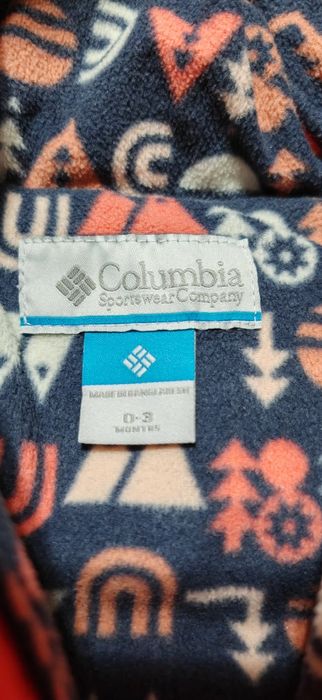 Columbia
Sportswear Company
MADE IN BANGLADESH
0-3
MONTHS